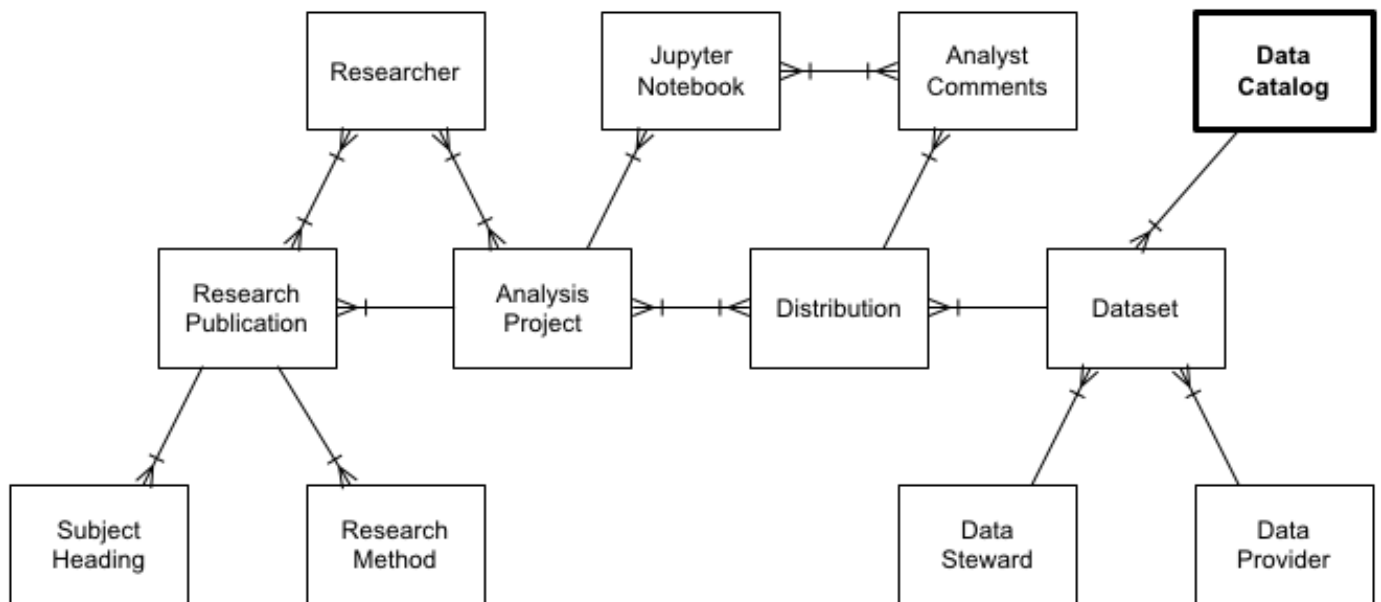 Researcher
Jupyter
Notebook
Analyst
Comments
Data
Catalog
Research
Publication
Analysis
Project
Distribution
Dataset
Subject
Heading
Research
Method
Data
Steward
Data
Provider